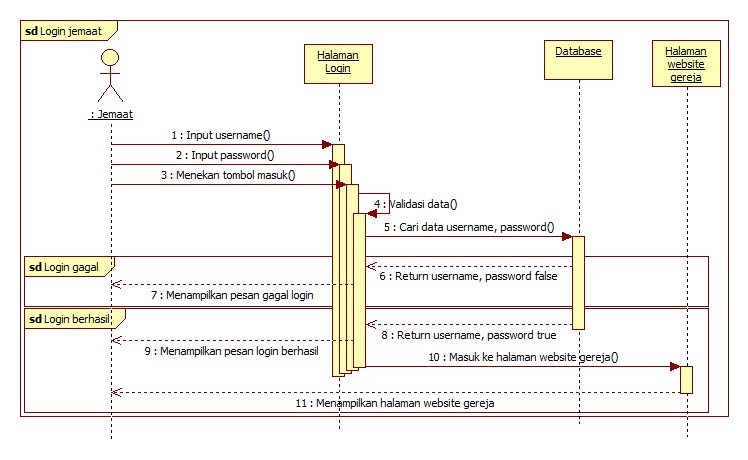 sd Login jemaat
Halaman
Login
Database
Halaman
website
gereja
: Jemaat
1 : Input username()
2 : Input password()
3 : Menekan tombol masuk()
4 : Validasi data()
5 : Cari data username, password()
sd Login gagal
6 : Return username, password false
7 : Menampilkan pesan gagal login
sd Login berhasil
8 : Return username, password true
9 : Menampilkan pesan login berhasil
10 : Masuk ke halaman website gereja()
11 : Menampilkan halaman website gereja